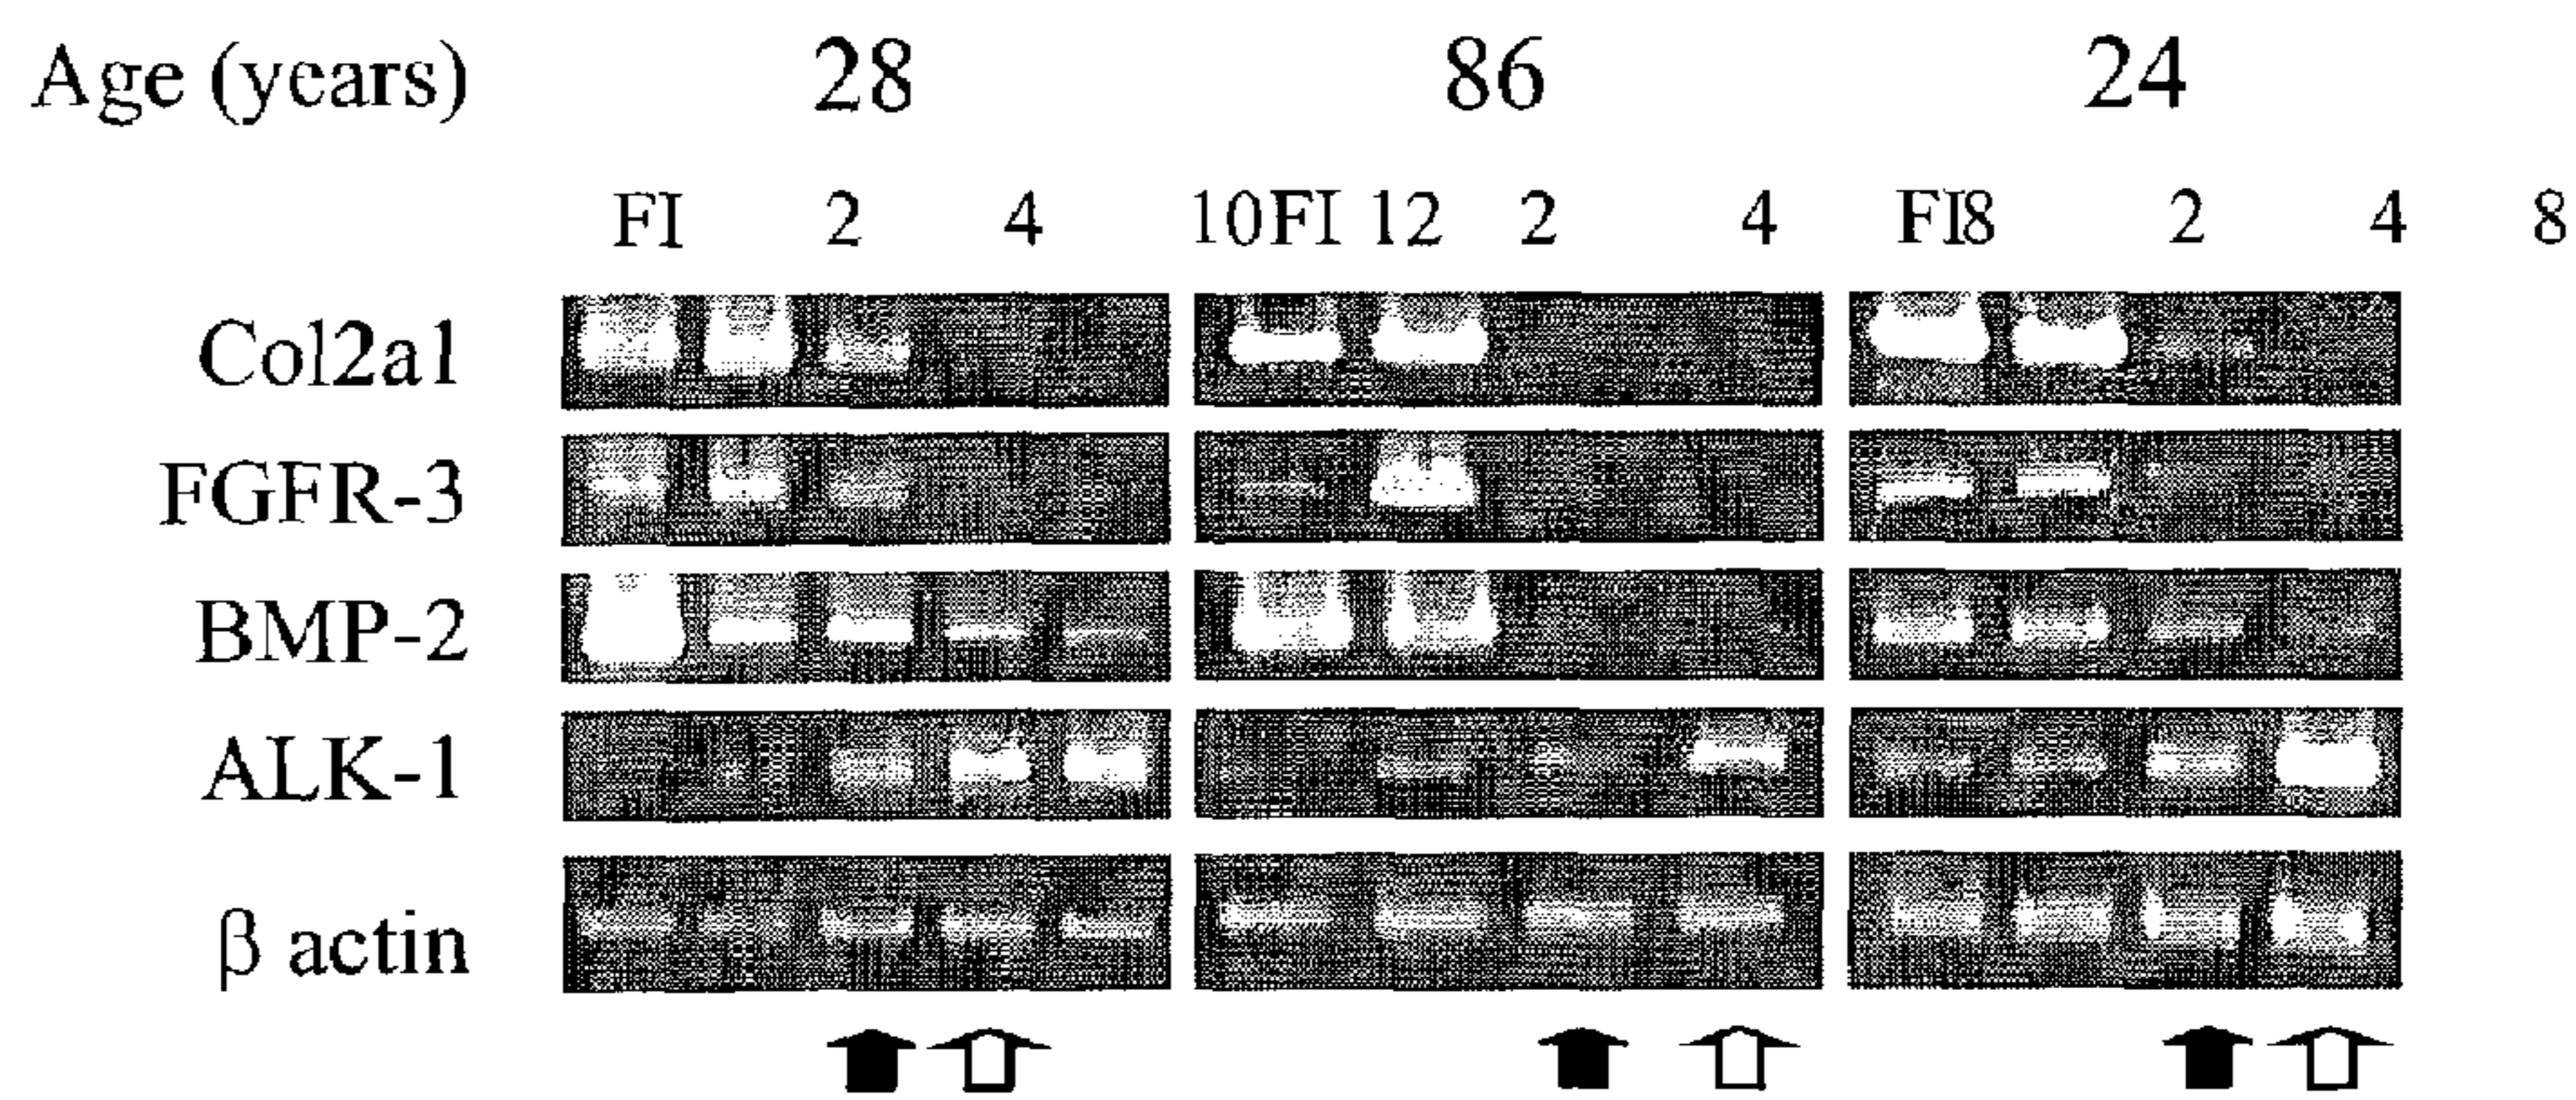 Age (years) 28 86 24
FI 2 4 10FI 12 2 4 FI8 2 4 8
Col2a1
FGFR-3
BMP-2
ALK-1
β actin